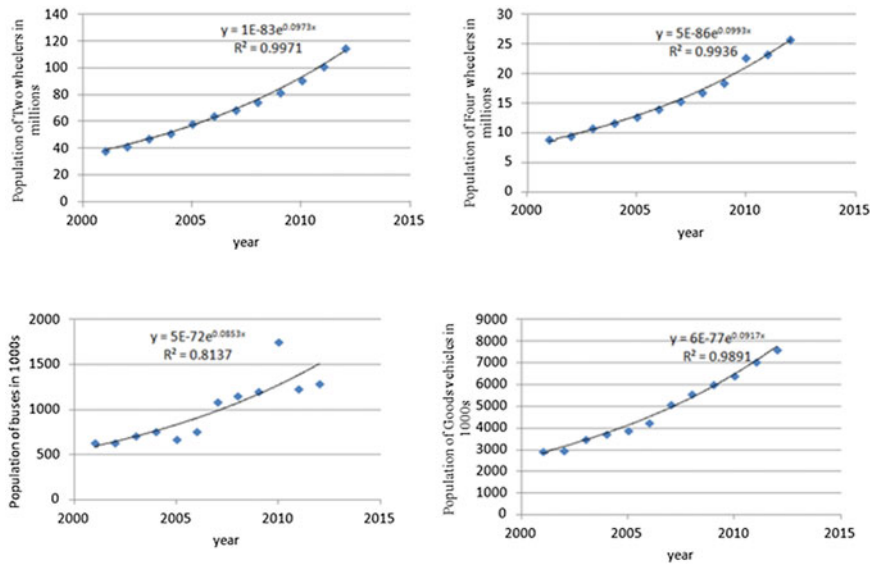 Population of Two wheelers in
millions
140
120
100
80
60
40
20
0
y = 1E-83e^0.0973x
R² = 0.9971
2000
2005
2010
2015
year
Population of Four wheelers in
millions
30
25
20
15
10
5
0
y = 5E-86e^0.0993x
R² = 0.9936
2000
2005
2010
2015
year
Population of buses in 1000s
2000
1500
1000
500
0
y = 5E-72e^0.0853x
R² = 0.8137
2000
2005
2010
2015
year
Population of Goods vehicles in
1000s
9000
8000
7000
6000
5000
4000
3000
2000
1000
0
y = 6E-77e^0.0917x
R² = 0.9891
2000
2005
2010
2015
year